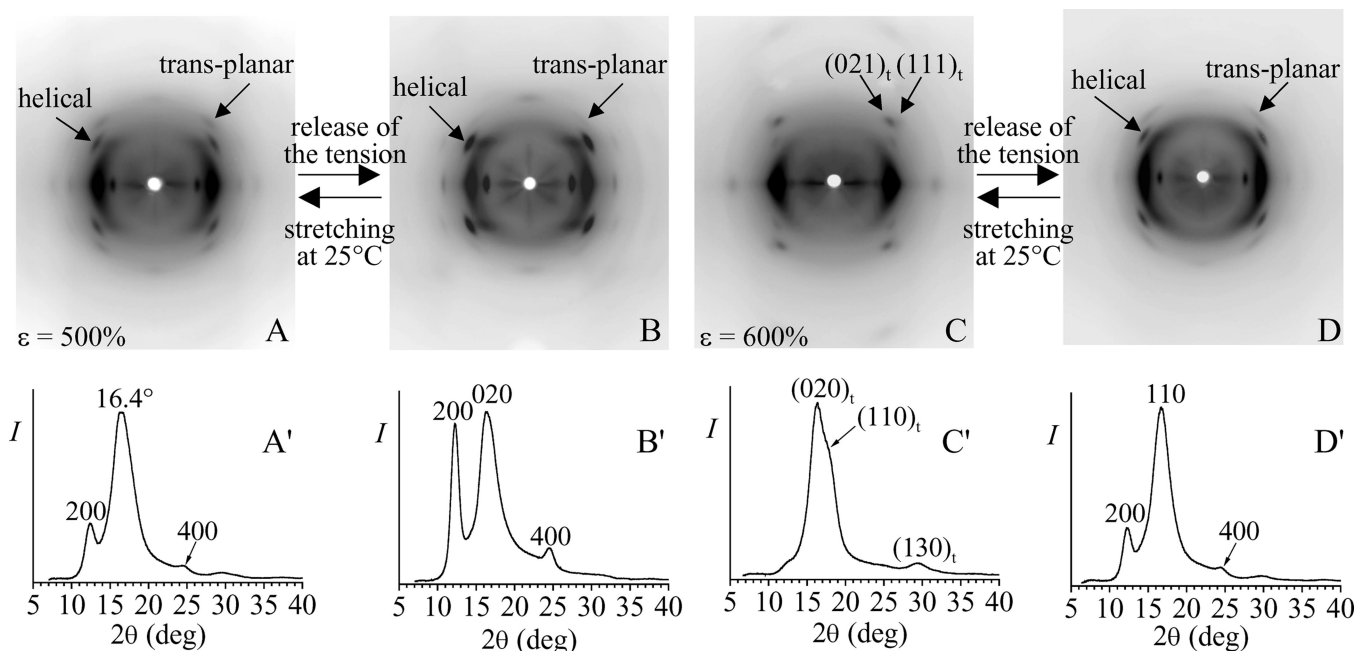 helical
trans-planar
A
ε = 500%
release of
the tension
stretching
at 25°C
helical
trans-planar
B
(021)t (111)t
C
ε = 600%
release of
the tension
stretching
at 25°C
helical
trans-planar
D
I
16.4°
200
400
A'
5 10 15 20 25 30 35 40
2θ (deg)
I
200
020
400
B'
5 10 15 20 25 30 35 40
2θ (deg)
I
(020)t
(110)t
(130)t
C'
5 10 15 20 25 30 35 40
2θ (deg)
I
110
200
400
D'
5 10 15 20 25 30 35 40
2θ (deg)